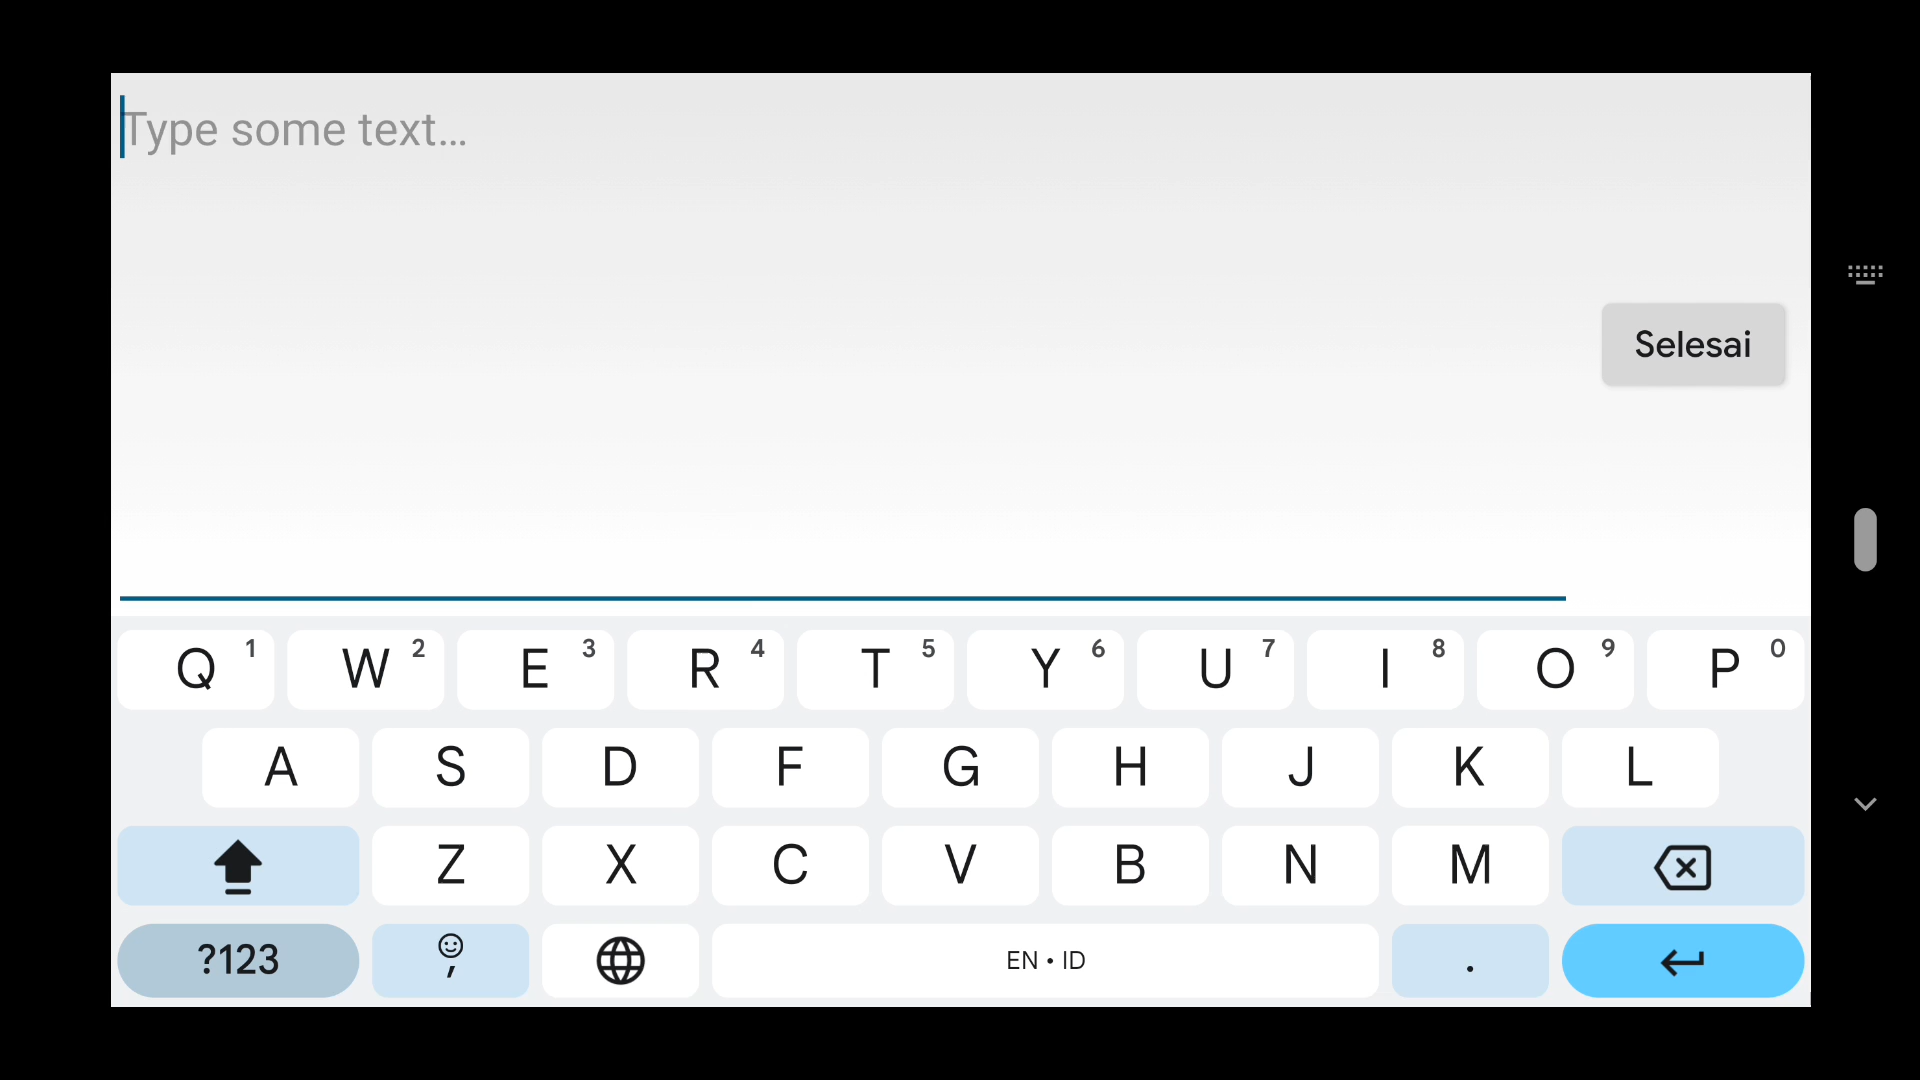 Type some text...
Selesai
Q 1 W 2 E 3 R 4 T 5 Y 6 U 7 I 8 O 9 P 0
A S D F G H J K L
Z X C V B N M
?123 , EN • ID .